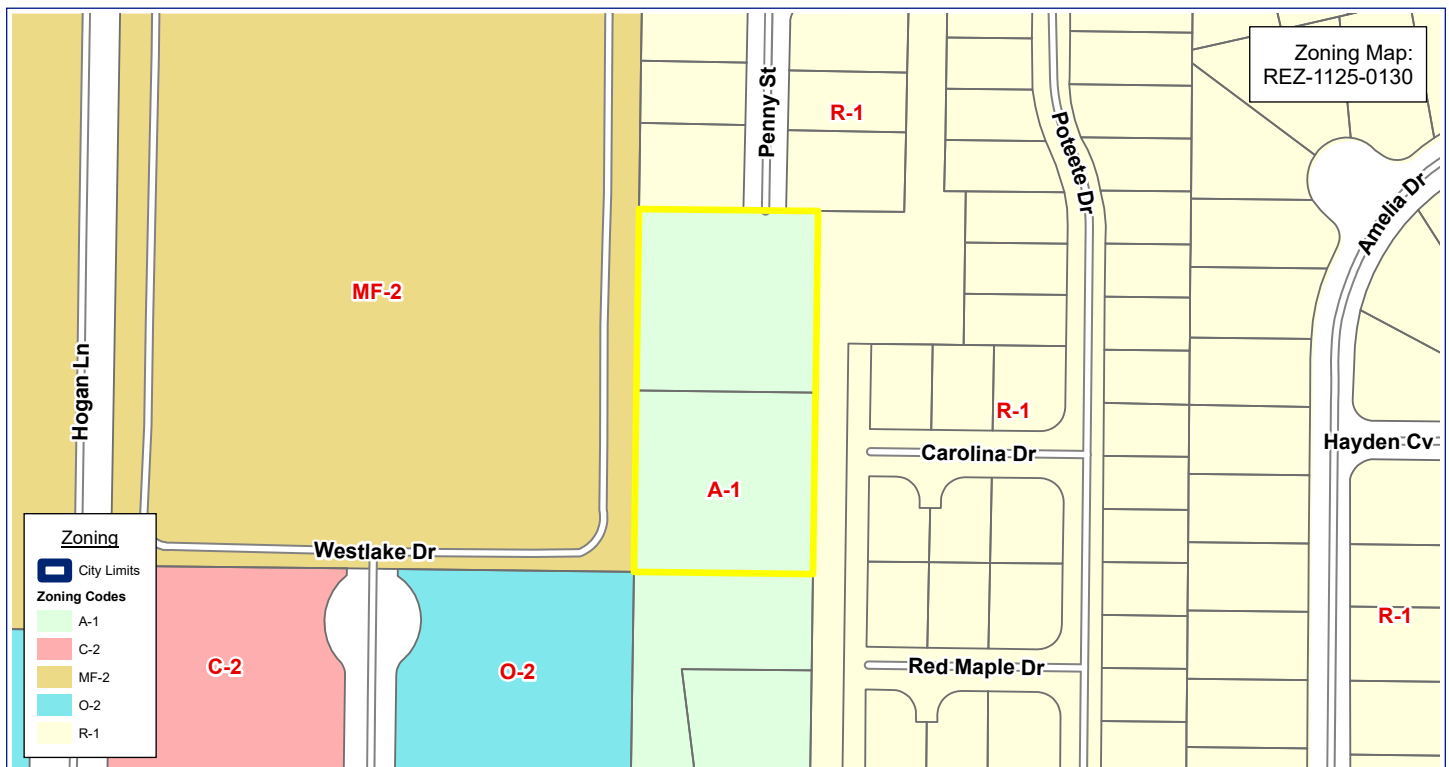 Zoning Map:
REZ-1125-0130
Penny St
R-1
Poteete Dr
Amelia Dr
MF-2
Hogan Ln
R-1
Carolina Dr
Hayden Cv
A-1
Westlake Dr
C-2
O-2
Red Maple Dr
R-1
Zoning
City Limits
Zoning Codes
A-1
C-2
MF-2
O-2
R-1